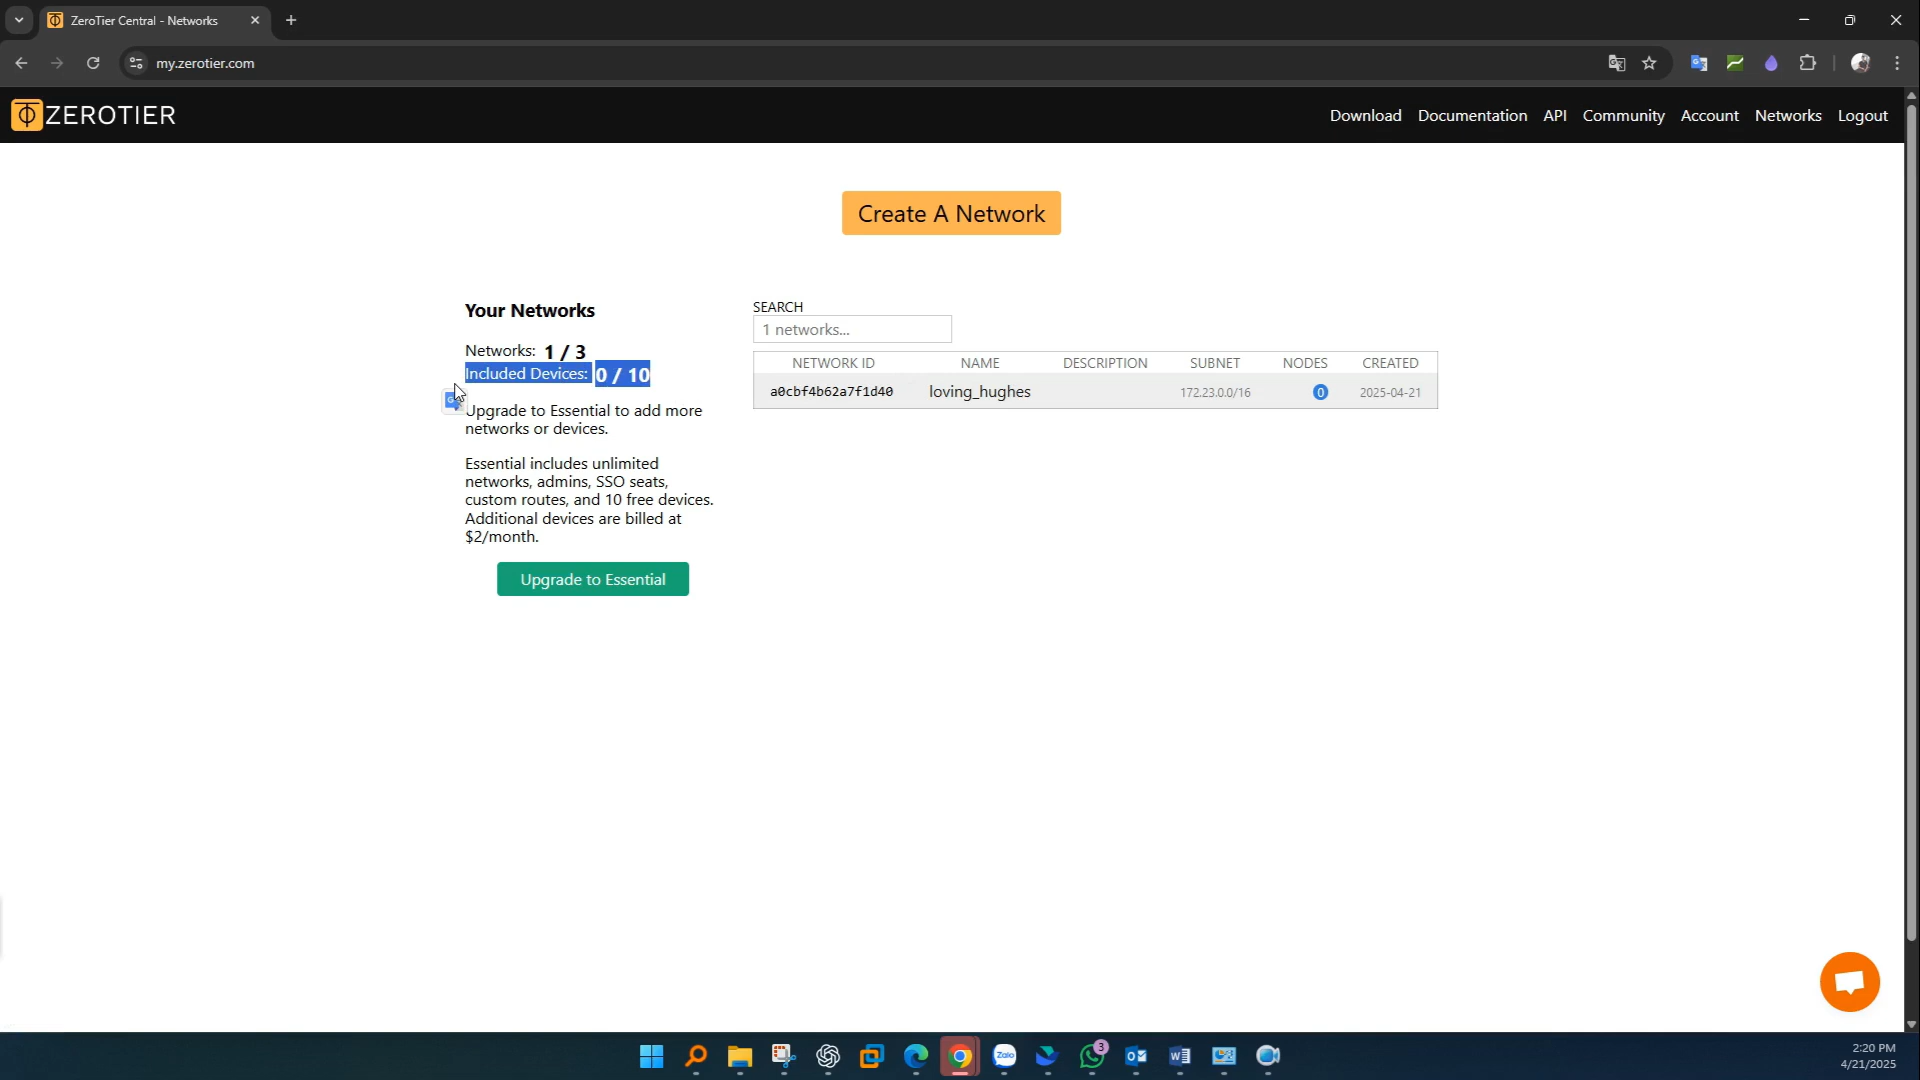 ZeroTier Central - Networks
my.zerotier.com
ZEROTIER
Download Documentation API Community Account Networks Logout
Create A Network
Your Networks
Networks: 1 / 3
Included Devices: 0 / 10
Upgrade to Essential to add more
networks or devices.
Essential includes unlimited
networks, admins, SSO seats,
custom routes, and 10 free devices.
Additional devices are billed at
$2/month.
Upgrade to Essential
SEARCH
1 networks...
NETWORK ID NAME DESCRIPTION SUBNET NODES CREATED
a0cbf4b62a7f1d40 loving_hughes 172.23.0.0/16 0 2025-04-21
Zalo
3
2:20 PM
4/21/2025